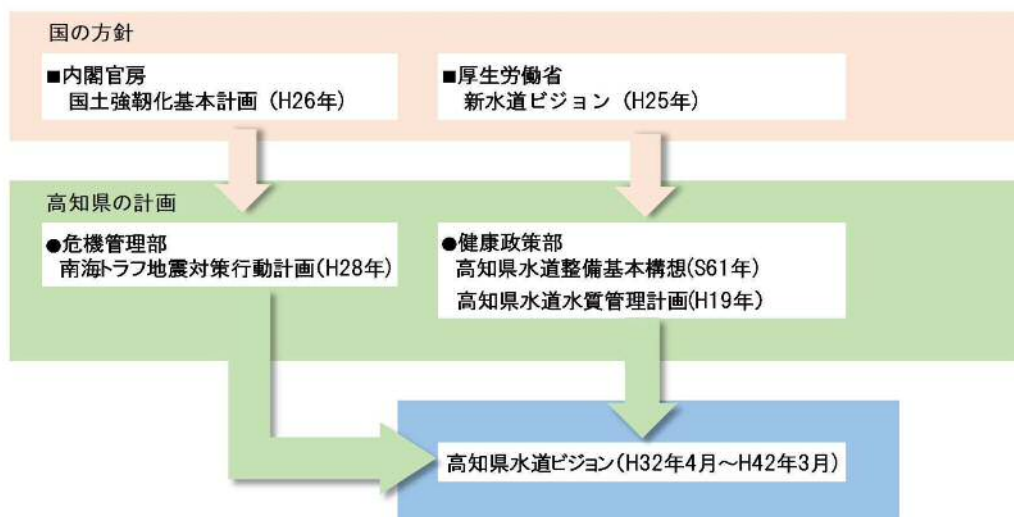 国の方針
■内閣官房
国土強靭化基本計画（H26年）
■厚生労働省
新水道ビジョン（H25年）
高知県の計画
●危機管理部
南海トラフ地震対策行動計画(H28年)
●健康政策部
高知県水道整備基本構想(S61年)
高知県水道水質管理計画(H19年)
高知県水道ビジョン(H32年4月～H42年3月)